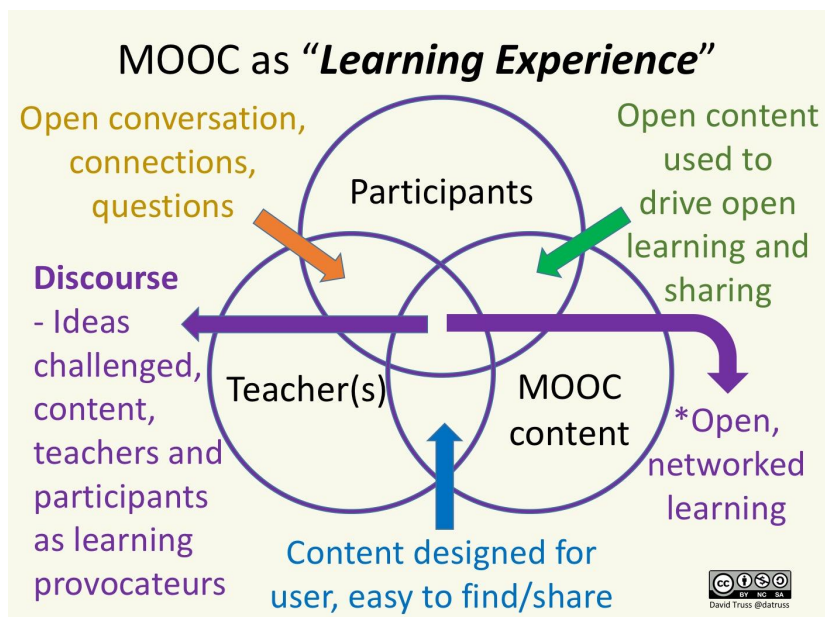 MOOC as “Learning Experience”
Open conversation,
connections,
questions
Open content
used to
drive open
learning and
sharing
Participants
Discourse
- Ideas
challenged,
content,
teachers and
participants
as learning
provocateurs
Teacher(s)
MOOC
content
*Open,
networked
learning
Content designed for
user, easy to find/share
cc
BY NC SA
David Truss @datruss